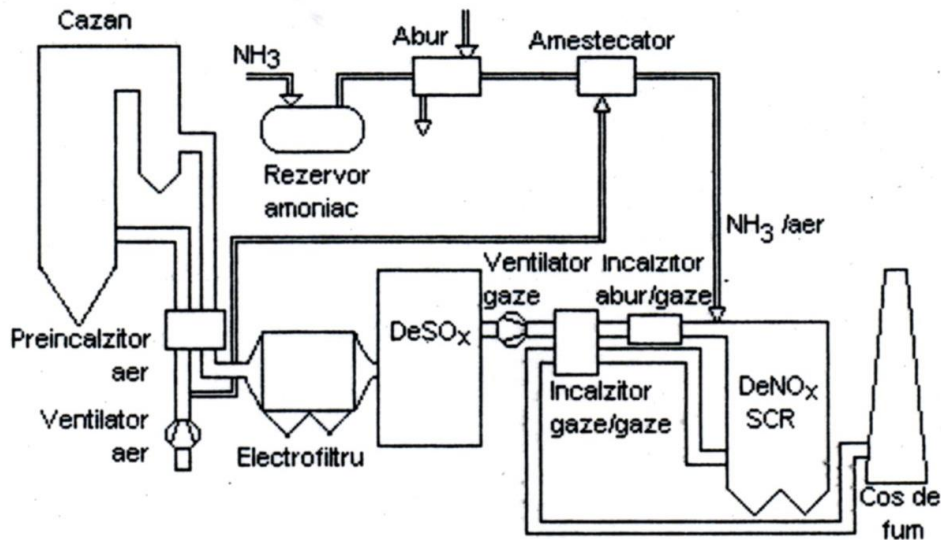 Cazan
NH3
Abur
Amestecator
Rezervor
amoniac
NH3 /aer
Ventilator
gaze
Incalzitor
abur/gaze
Preincalzitor
aer
DeSOx
DeNOx
SCR
Incalzitor
gaze/gaze
Ventilator
aer
Electrofiltru
Cos de
fum